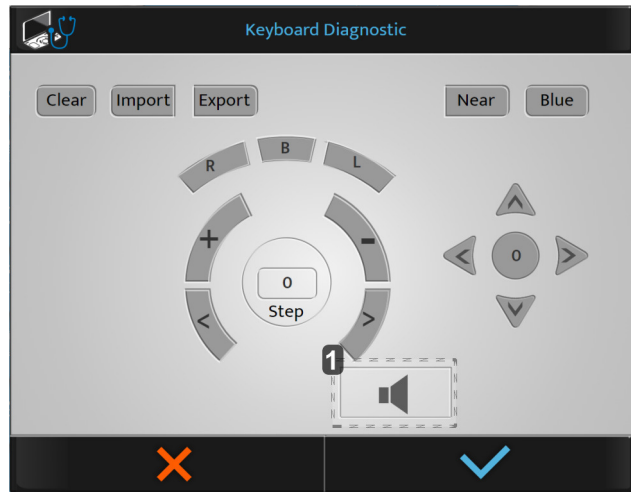 Keyboard Diagnostic
Clear Import Export Near Blue
R B L
+ -
0 0
Step
< >
1